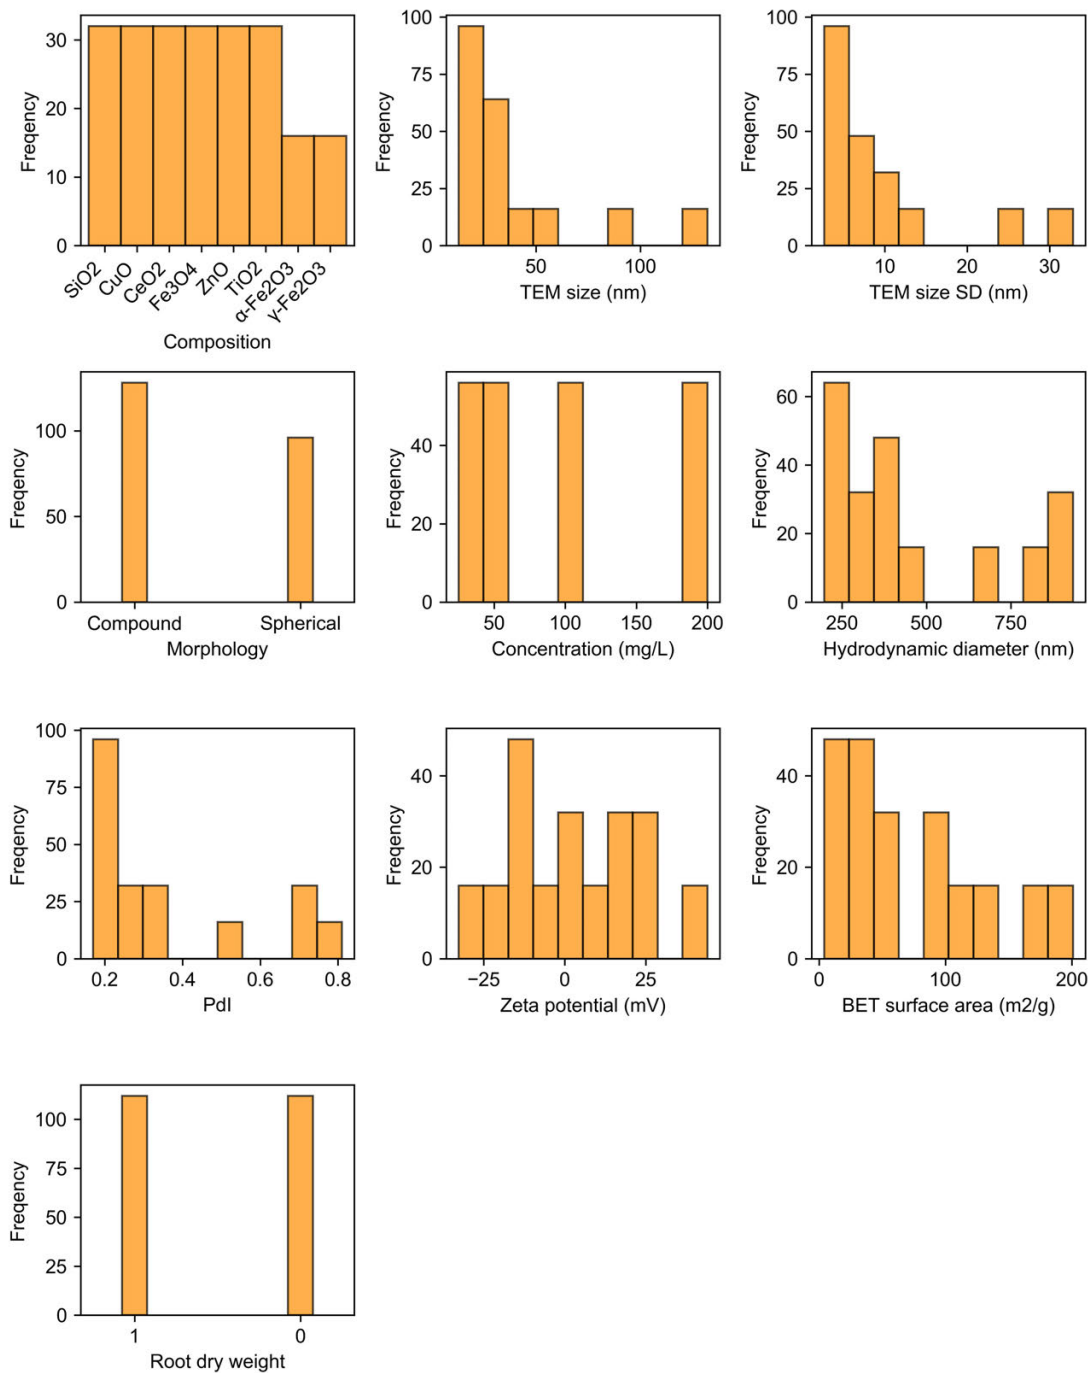 Freqency
30
20
10
0
SiO2
CuO
CeO2
Fe3O4
ZnO
TiO2
α-Fe2O3
γ-Fe2O3
Composition
Freqency
100
75
50
25
0
50
100
TEM size (nm)
Freqency
100
75
50
25
0
10
20
30
TEM size SD (nm)
Freqency
100
50
0
Compound
Spherical
Morphology
Freqency
40
20
0
50
100
150
200
Concentration (mg/L)
Freqency
60
40
20
0
250
500
750
Hydrodynamic diameter (nm)
Freqency
100
75
50
25
0
0.2
0.4
0.6
0.8
PdI
Freqency
40
20
0
−25
0
25
Zeta potential (mV)
Freqency
40
20
0
0
100
200
BET surface area (m2/g)
Freqency
100
75
50
25
0
1
0
Root dry weight